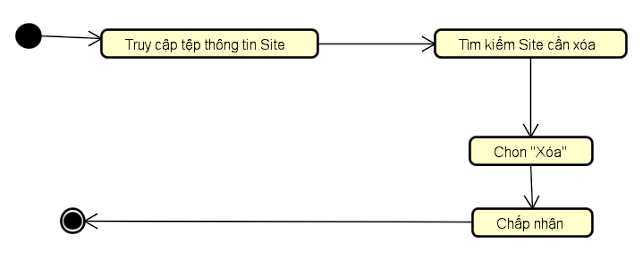 Truy cập tệp thông tin Site
Tìm kiếm Site cần xóa
Chon "Xóa"
Chấp nhận